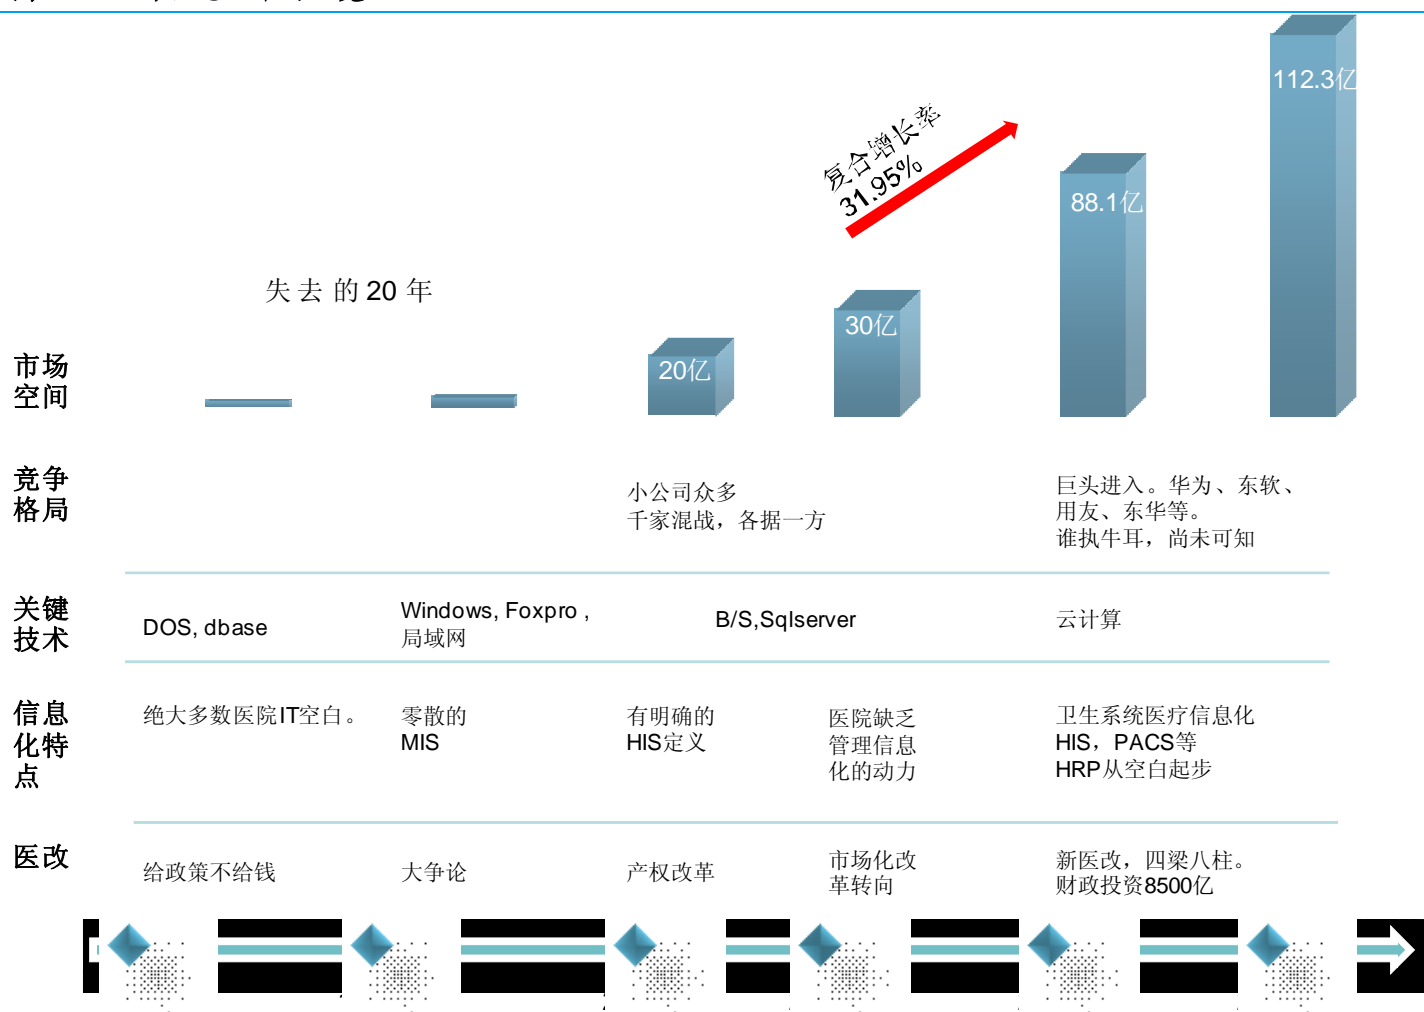 112.3亿
复合增长率
31.95%
88.1亿
失去的20 年
30亿
20亿
市场
空间
竞争
格局
小公司众多
千家混战，各据一方
巨头进入。华为、东软、
用友、东华等。
谁执牛耳，尚未可知
关键
技术
DOS, dbase
Windows, Foxpro ,
局域网
B/S,Sqlserver
云计算
信息
化特
点
绝大多数医院IT空白。
零散的
MIS
有明确的
HIS定义
医院缺乏
管理信息
化的动力
卫生系统医疗信息化
HIS，PACS等
HRP从空白起步
医改
给政策不给钱
大争论
产权改革
市场化改
革转向
新医改，四梁八柱。
财政投资8500亿